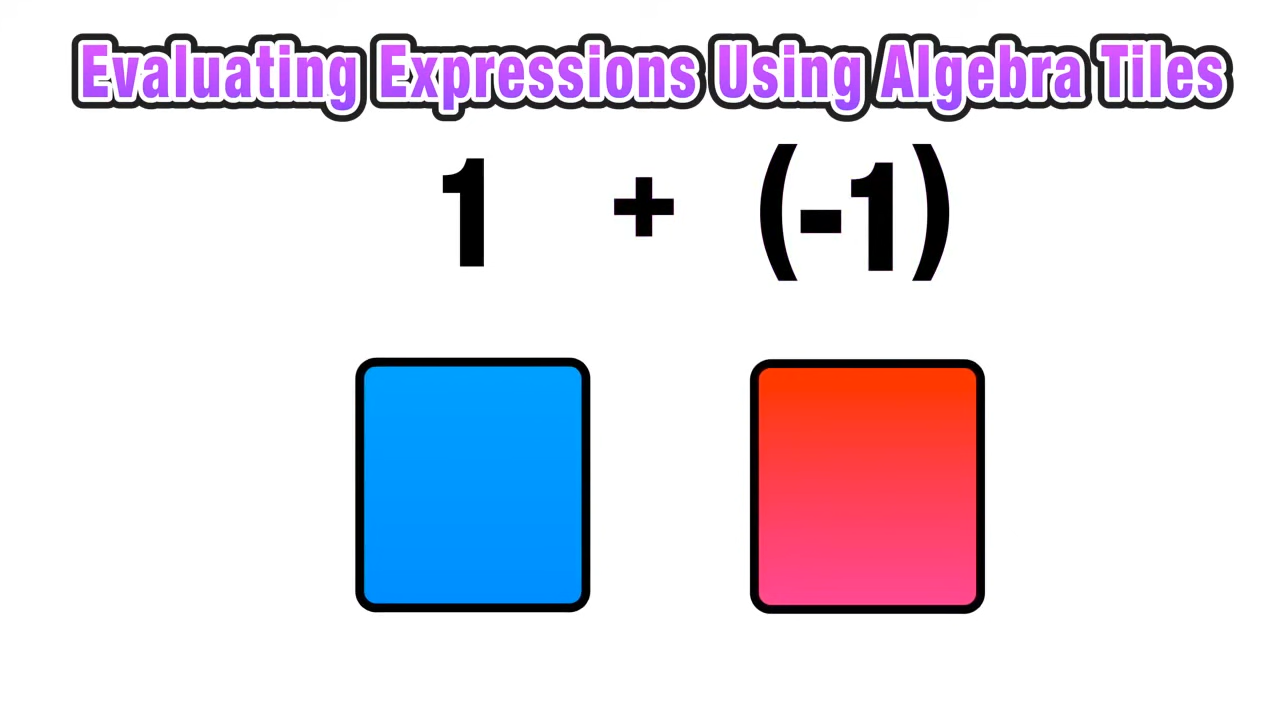 Evaluating Expressions Using Algebra Tiles
1 + (-1)